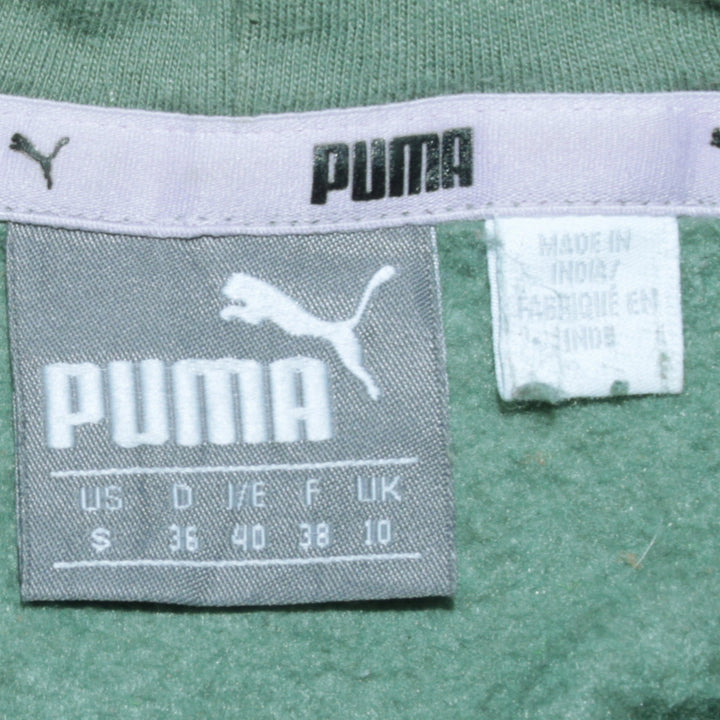 PUMA
PUMA
US D I/E F UK
S 36 40 38 10
MADE IN
INDIA/
FABRIQUÉ EN
INDE